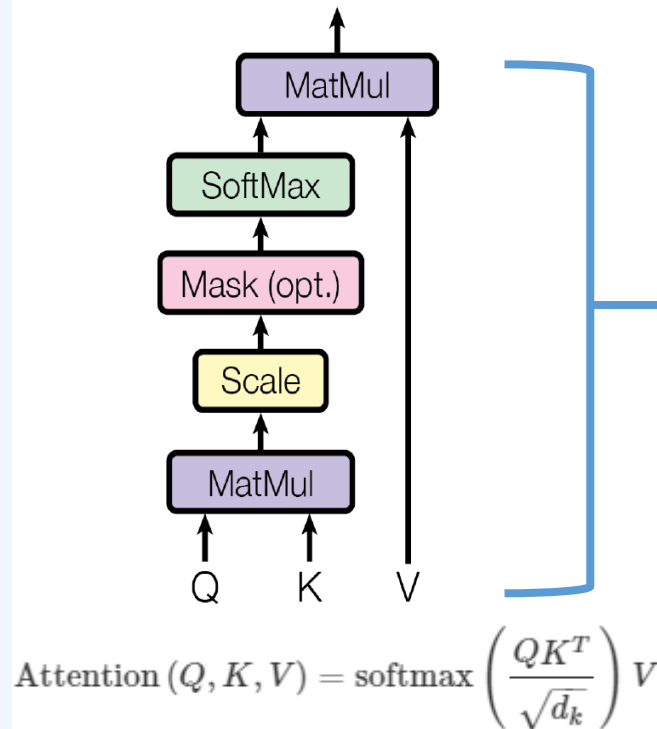 MatMul
SoftMax
Mask (opt.)
Scale
MatMul
Q K V
Attention (Q, K, V) = softmax ( QK^T / √d_k ) V